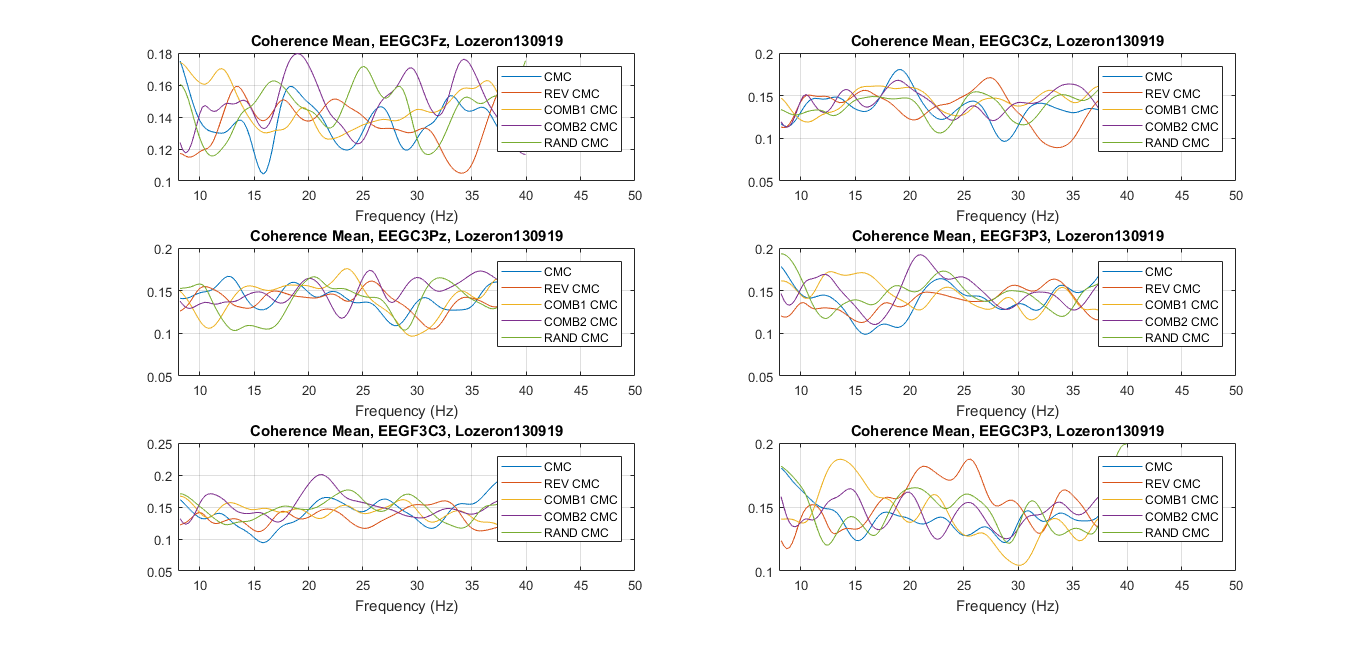 Coherence Mean, EEGC3Fz, Lozeron130919
0.18
0.16
0.14
0.12
0.1
CMC
REV CMC
COMB1 CMC
COMB2 CMC
RAND CMC
10 15 20 25 30 35 40 45 50
Frequency (Hz)
Coherence Mean, EEGC3Cz, Lozeron130919
0.2
0.15
0.1
0.05
CMC
REV CMC
COMB1 CMC
COMB2 CMC
RAND CMC
10 15 20 25 30 35 40 45 50
Frequency (Hz)
Coherence Mean, EEGC3Pz, Lozeron130919
0.2
0.15
0.1
0.05
CMC
REV CMC
COMB1 CMC
COMB2 CMC
RAND CMC
10 15 20 25 30 35 40 45 50
Frequency (Hz)
Coherence Mean, EEGF3P3, Lozeron130919
0.2
0.15
0.1
0.05
CMC
REV CMC
COMB1 CMC
COMB2 CMC
RAND CMC
10 15 20 25 30 35 40 45 50
Frequency (Hz)
Coherence Mean, EEGF3C3, Lozeron130919
0.25
0.2
0.15
0.1
0.05
CMC
REV CMC
COMB1 CMC
COMB2 CMC
RAND CMC
10 15 20 25 30 35 40 45 50
Frequency (Hz)
Coherence Mean, EEGC3P3, Lozeron130919
0.2
0.15
0.1
CMC
REV CMC
COMB1 CMC
COMB2 CMC
RAND CMC
10 15 20 25 30 35 40 45 50
Frequency (Hz)